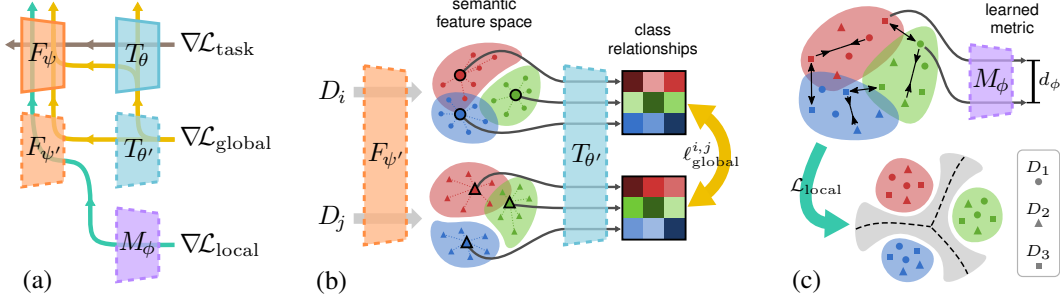 F_ψ
T_θ
∇ℒ_task
F_ψ′
T_θ′
∇ℒ_global
M_ϕ
∇ℒ_local
(a)
semantic
feature space
class
relationships
D_i
D_j
F_ψ′
T_θ′
ℓ^{i,j}_global
(b)
learned
metric
M_ϕ
d_ϕ
ℒ_local
D_1
D_2
D_3
(c)